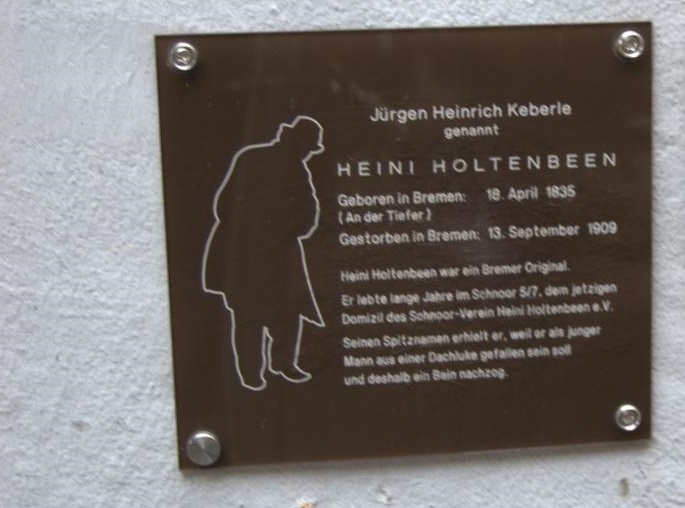 Jürgen Heinrich Keberle
genannt
HEINI HOLTENBEEN
Geboren in Bremen: 18. April 1835
(An der Tiefer)
Gestorben in Bremen: 13. September 1909
Heini Holtenbeen war ein Bremer Original.
Er lebte lange Jahre im Schnoor 5/7, dem jetzigen
Domizil des Schnoor-Verein Heini Holtenbeen e.V.
Seinen Spitznamen erhielt er, weil er als junger
Mann aus einer Dachluke gefallen sein soll
und deshalb ein Bein nachzog.